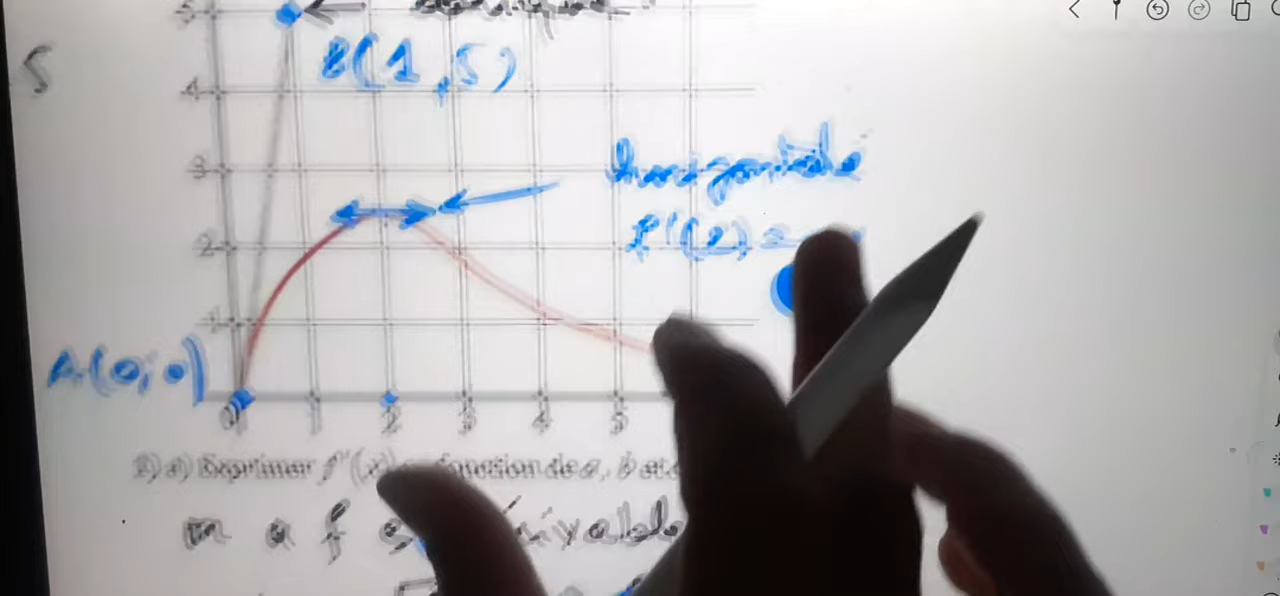 5
B(1,5)
S
4
3
horizontale
2
f'(2) =
1
A(0;0)
0 1 2 3 4 5
2) a) Exprimer f'(x) en fonction de a, b et
on a f dérivable